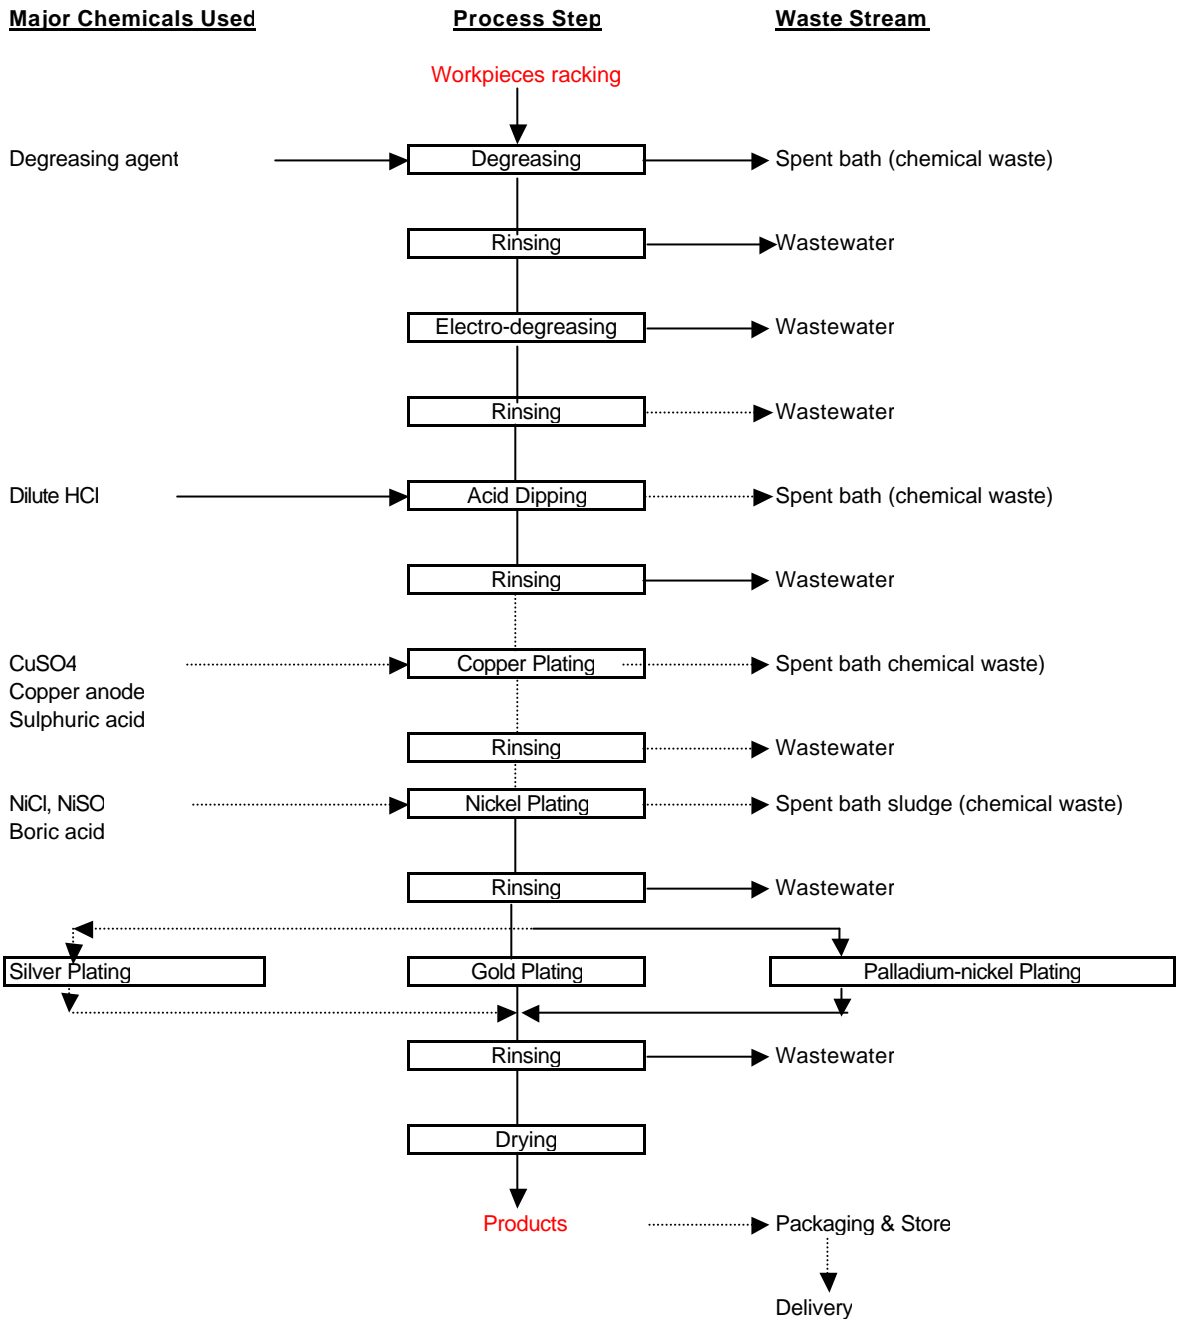 Major Chemicals Used
Process Step
Waste Stream
Workpieces racking
Degreasing agent
Degreasing
Spent bath (chemical waste)
Rinsing
Wastewater
Electro-degreasing
Wastewater
Rinsing
Wastewater
Dilute HCl
Acid Dipping
Spent bath (chemical waste)
Rinsing
Wastewater
CuSO4
Copper Plating
Spent bath chemical waste)
Copper anode
Sulphuric acid
Rinsing
Wastewater
NiCl, NiSO
Nickel Plating
Spent bath sludge (chemical waste)
Boric acid
Rinsing
Wastewater
Silver Plating
Gold Plating
Palladium-nickel Plating
Rinsing
Wastewater
Drying
Products
Packaging & Store
Delivery